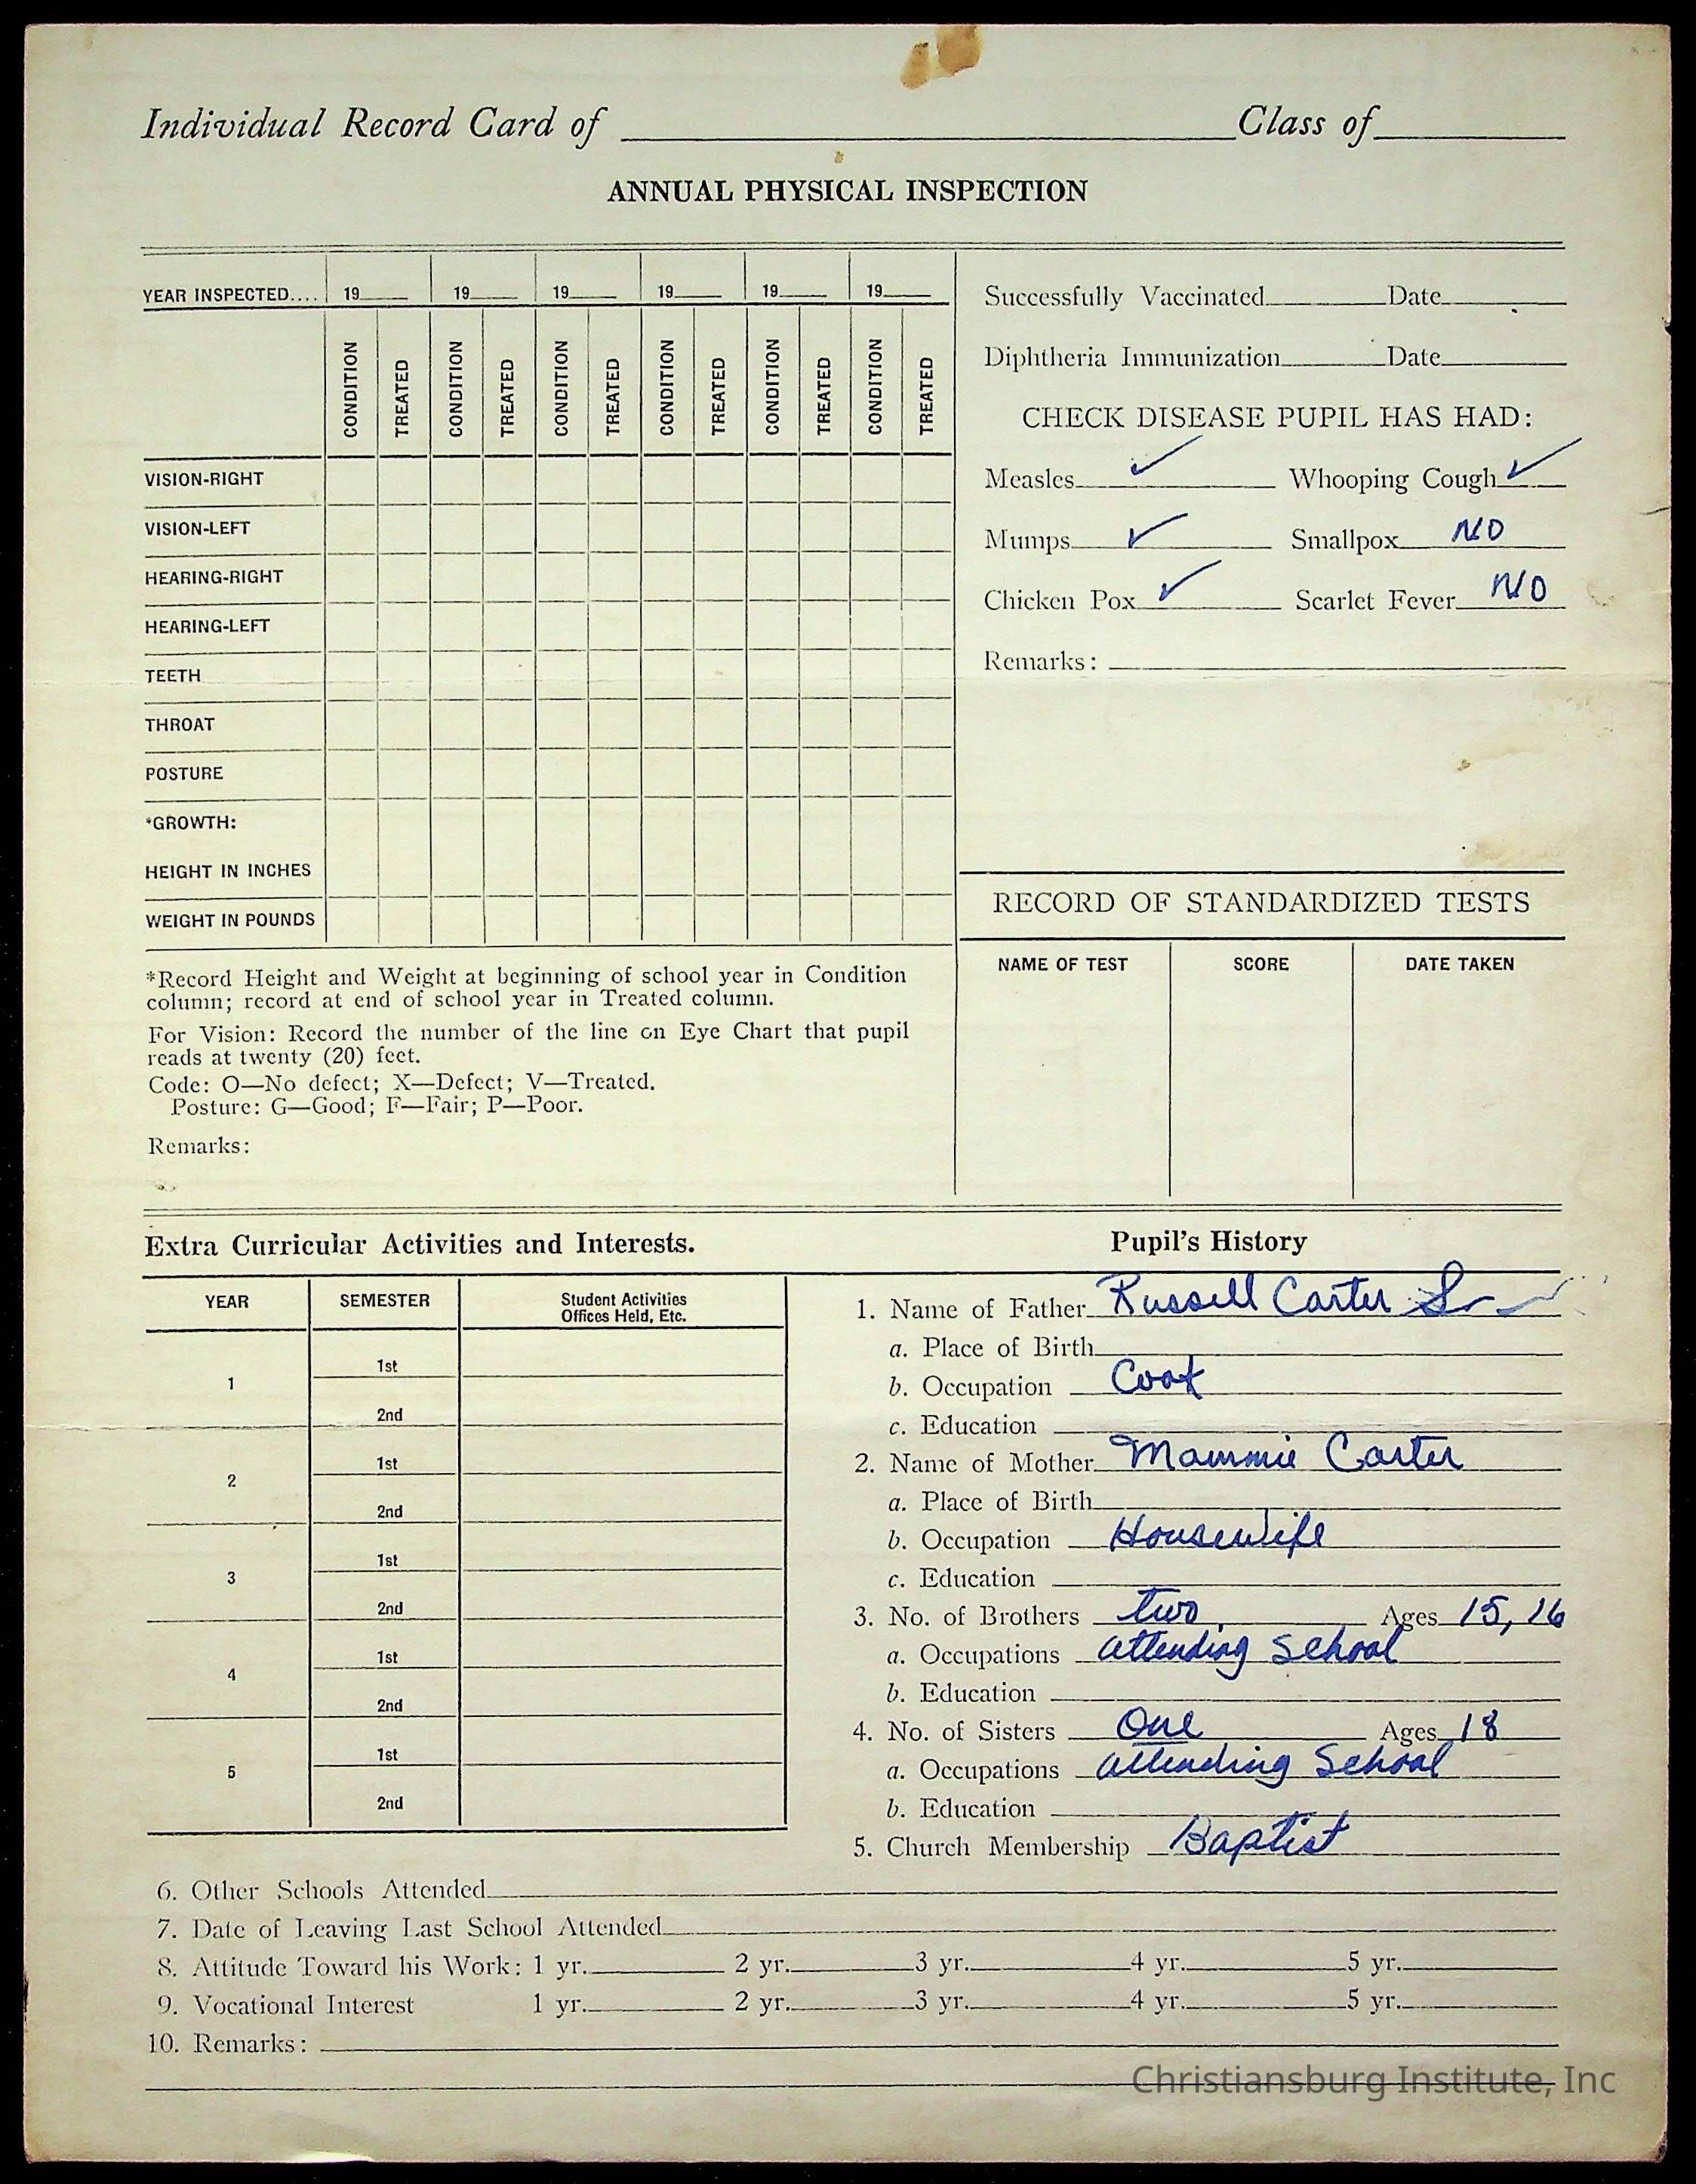 Individual Record Card of Class of
ANNUAL PHYSICAL INSPECTION
YEAR INSPECTED.... 19 19 19 19 19 19
CONDITION TREATED CONDITION TREATED CONDITION TREATED CONDITION TREATED CONDITION TREATED CONDITION TREATED
VISION-RIGHT
VISION-LEFT
HEARING-RIGHT
HEARING-LEFT
TEETH
THROAT
POSTURE
*GROWTH:
HEIGHT IN INCHES
WEIGHT IN POUNDS
*Record Height and Weight at beginning of school year in Condition
column; record at end of school year in Treated column.
For Vision: Record the number of the line on Eye Chart that pupil
reads at twenty (20) feet.
Code: O—No defect; X—Defect; V—Treated.
Posture: G—Good; F—Fair; P—Poor.
Remarks:
Successfully Vaccinated Date
Diphtheria Immunization Date
CHECK DISEASE PUPIL HAS HAD:
Measles ✓ Whooping Cough ✓
Mumps ✓ Smallpox NO
Chicken Pox ✓ Scarlet Fever NO
Remarks:
RECORD OF STANDARDIZED TESTS
NAME OF TEST SCORE DATE TAKEN
Extra Curricular Activities and Interests.
YEAR SEMESTER Student Activities
Offices Held, Etc.
1 1st
2nd
2 1st
2nd
3 1st
2nd
4 1st
2nd
5 1st
2nd
Pupil's History
1. Name of Father Russell Carter Sr
a. Place of Birth
b. Occupation Cook
c. Education
2. Name of Mother Mammie Carter
a. Place of Birth
b. Occupation Housewife
c. Education
3. No. of Brothers two Ages 15, 16
a. Occupations attending school
b. Education
4. No. of Sisters One Ages 18
a. Occupations attending School
b. Education
5. Church Membership Baptist
6. Other Schools Attended
7. Date of Leaving Last School Attended
8. Attitude Toward his Work: 1 yr. 2 yr. 3 yr. 4 yr. 5 yr.
9. Vocational Interest 1 yr. 2 yr. 3 yr. 4 yr. 5 yr.
10. Remarks:
Christiansburg Institute, Inc